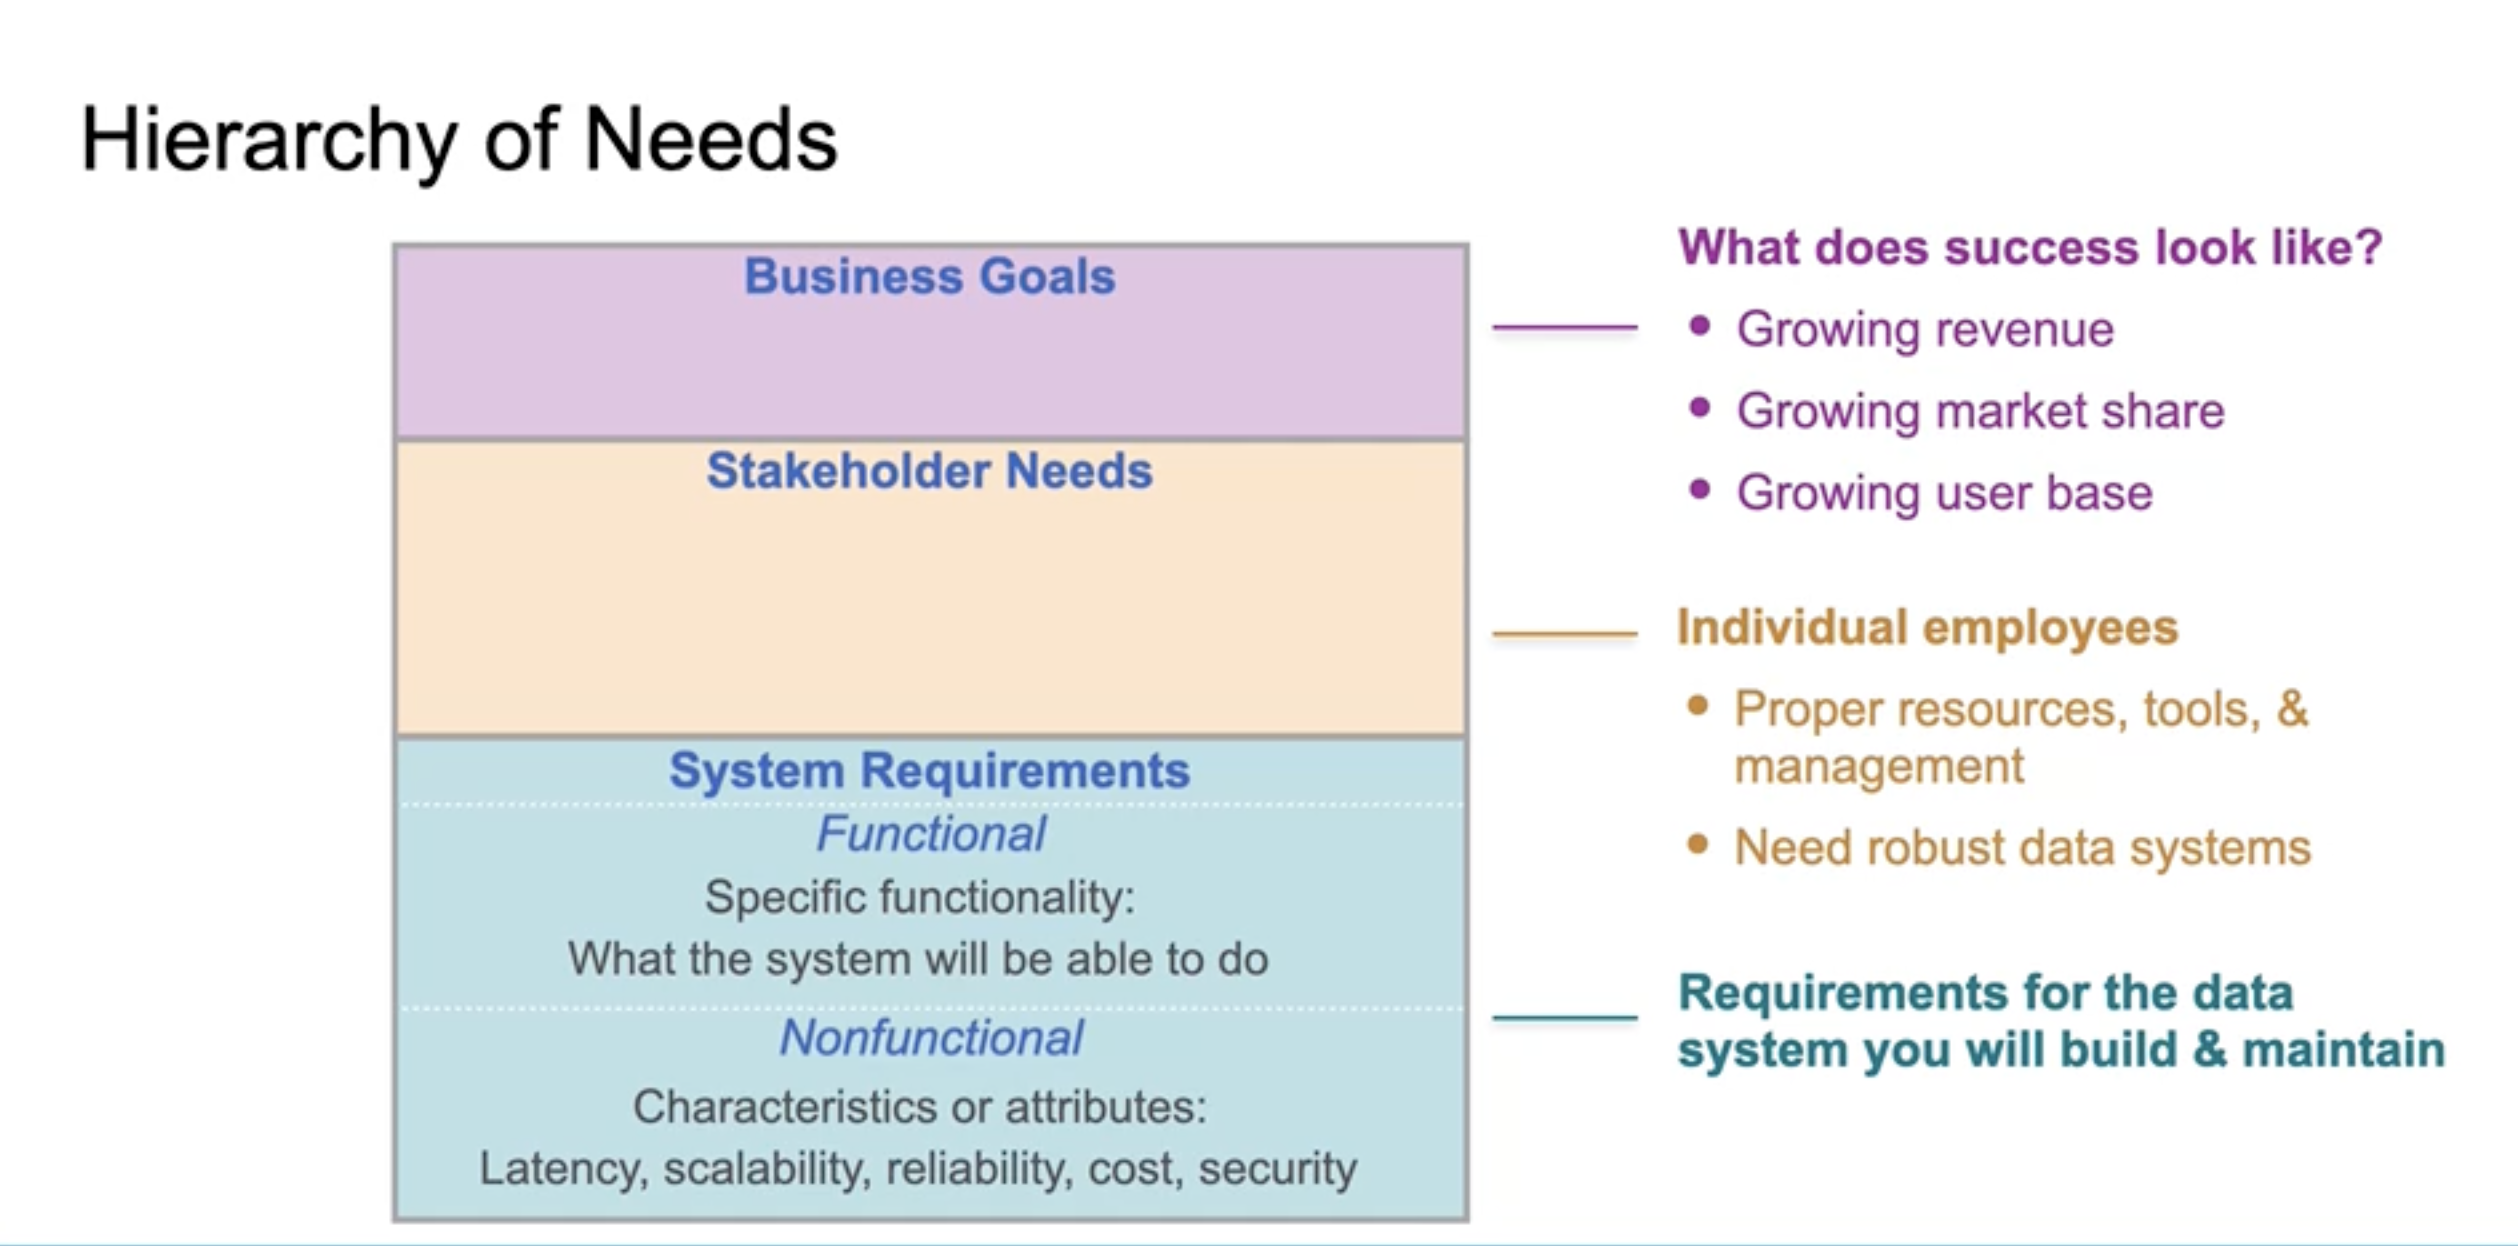 Hierarchy of Needs
Business Goals
Stakeholder Needs
System Requirements
Functional
Specific functionality:
What the system will be able to do
Nonfunctional
Characteristics or attributes:
Latency, scalability, reliability, cost, security
What does success look like?
• Growing revenue
• Growing market share
• Growing user base
Individual employees
• Proper resources, tools, &
management
• Need robust data systems
Requirements for the data
system you will build & maintain